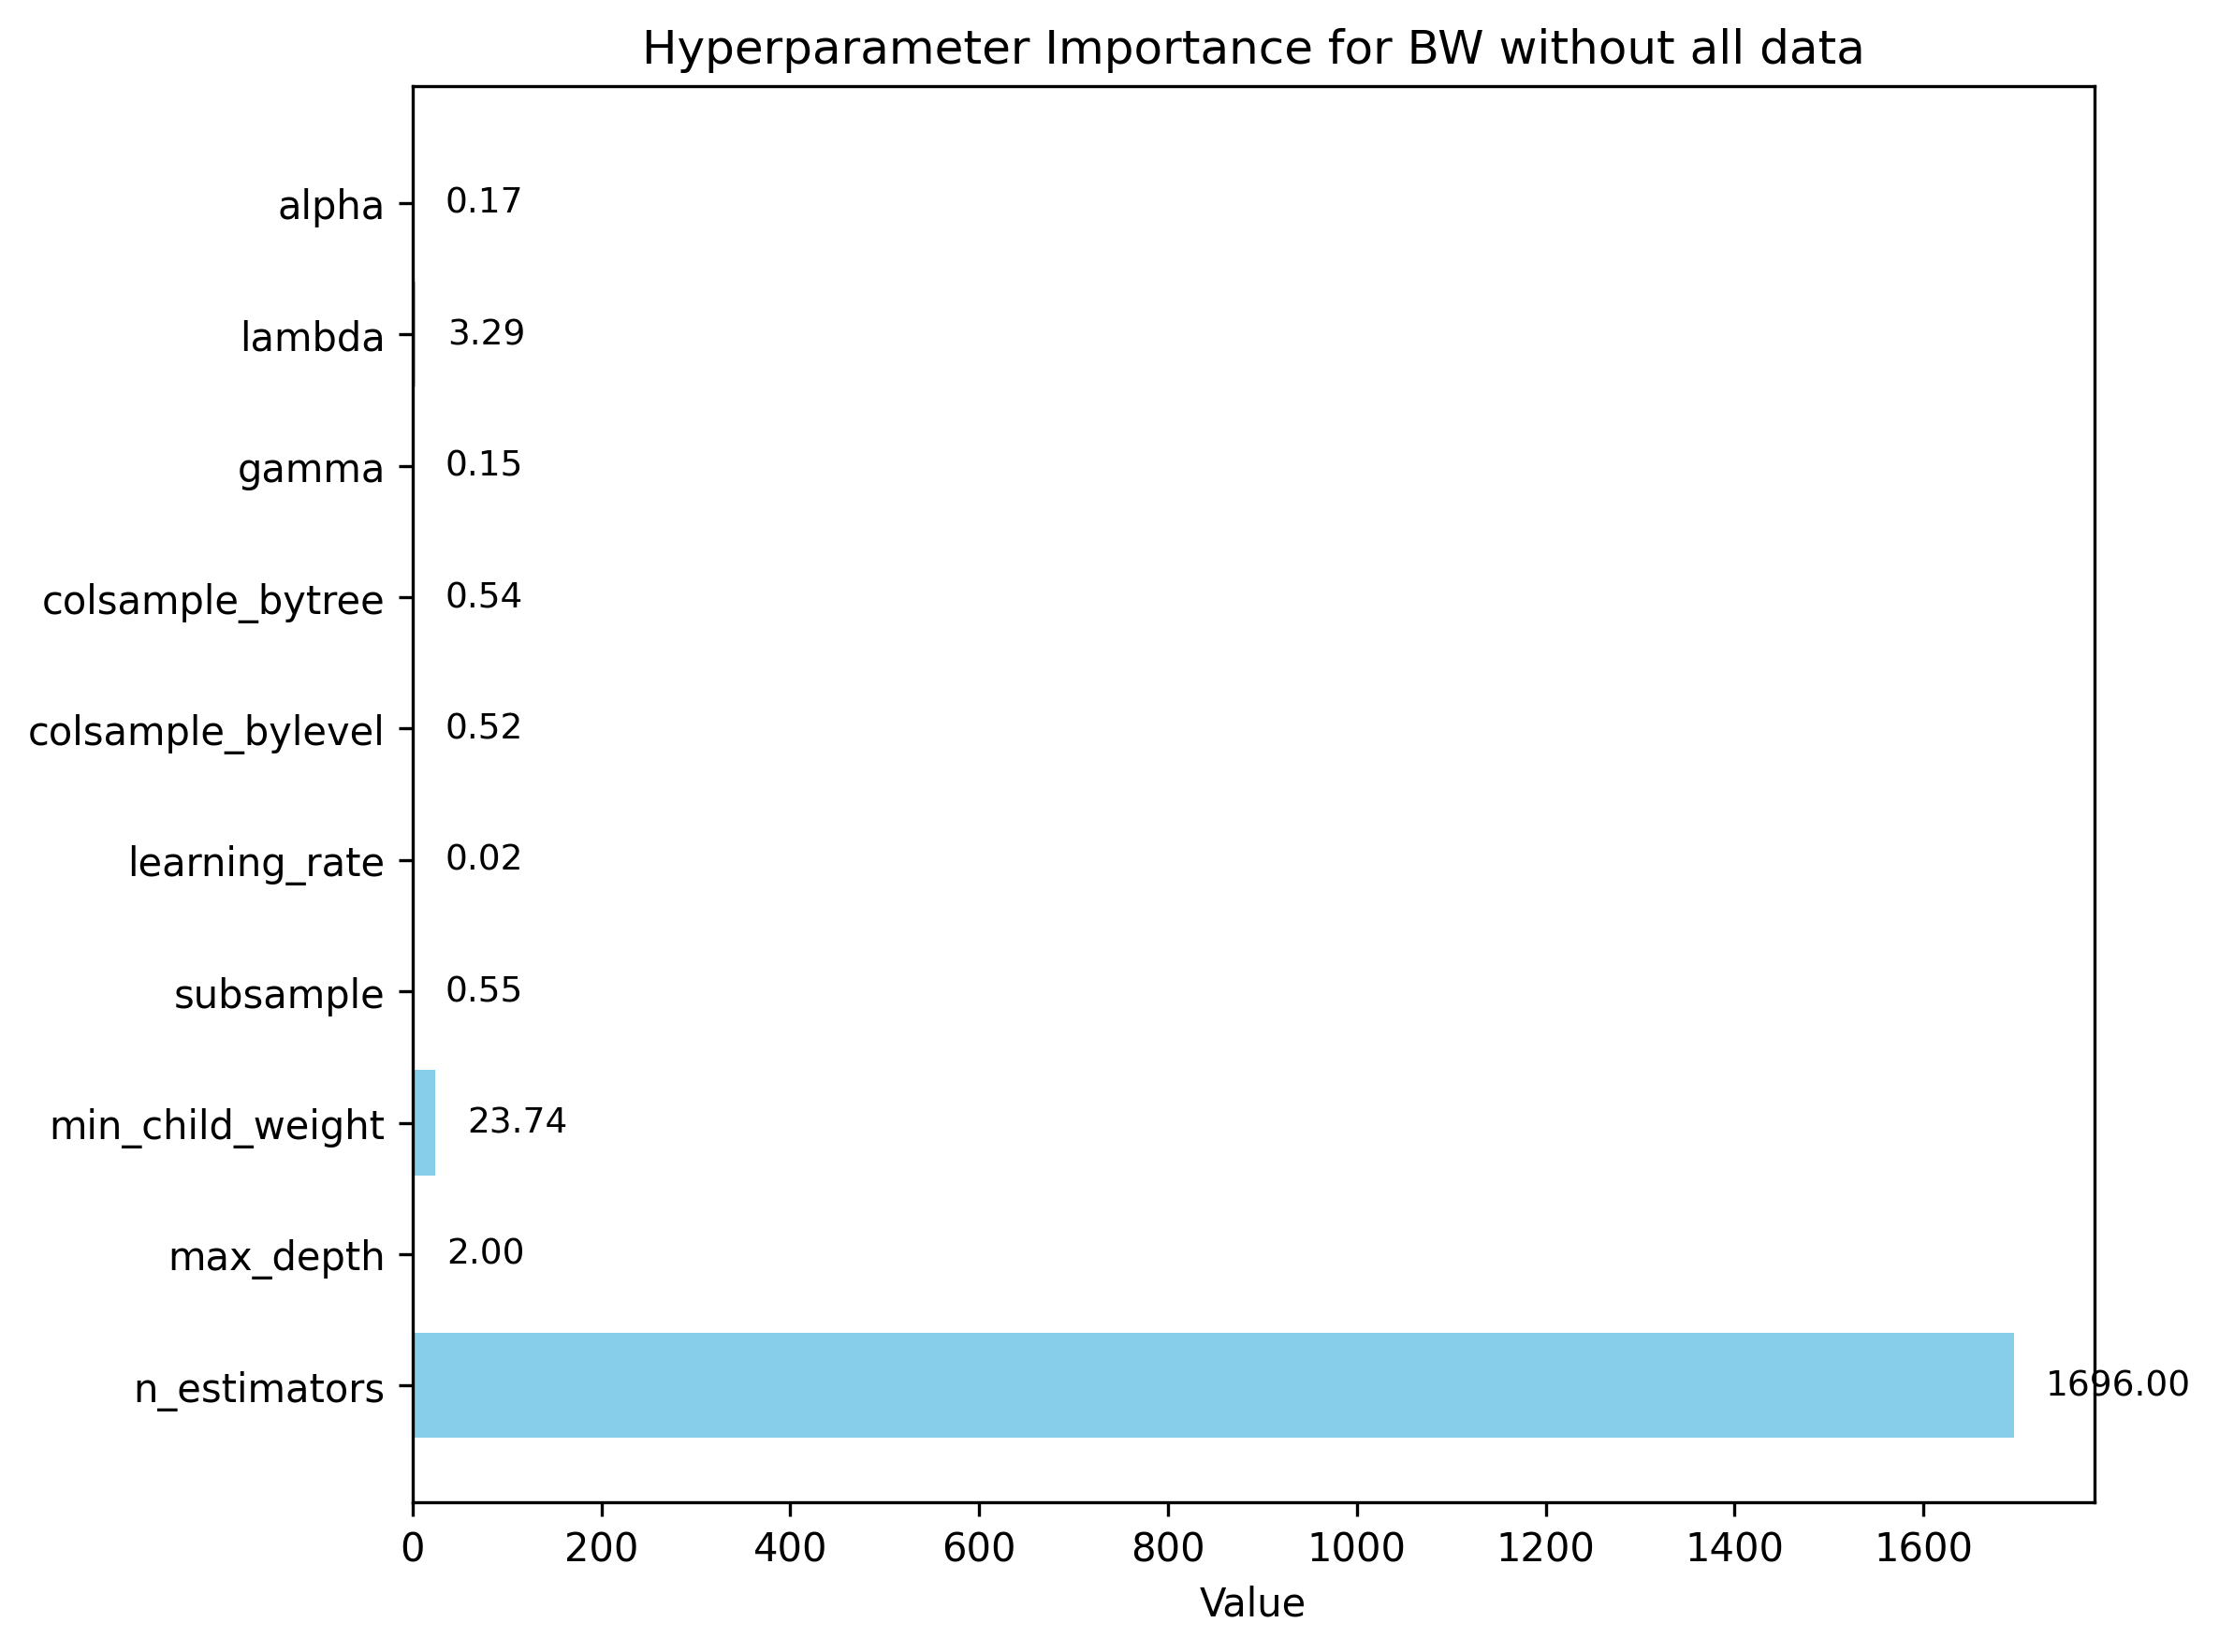 Hyperparameter Importance for BW without all data
alpha 0.17
lambda 3.29
gamma 0.15
colsample_bytree 0.54
colsample_bylevel 0.52
learning_rate 0.02
subsample 0.55
min_child_weight 23.74
max_depth 2.00
n_estimators 1696.00
0 200 400 600 800 1000 1200 1400 1600
Value